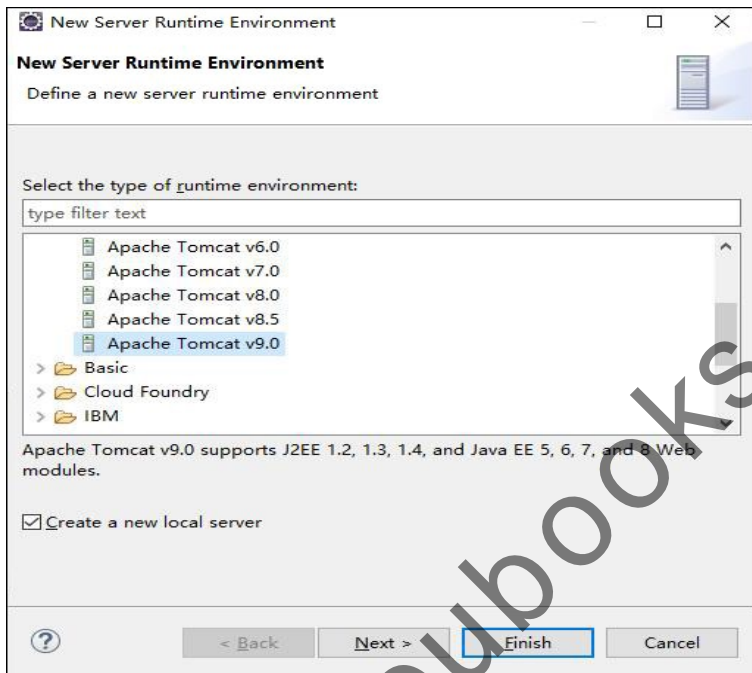 New Server Runtime Environment
New Server Runtime Environment
Define a new server runtime environment
Select the type of runtime environment:
type filter text
Apache Tomcat v6.0
Apache Tomcat v7.0
Apache Tomcat v8.0
Apache Tomcat v8.5
Apache Tomcat v9.0
> Basic
> Cloud Foundry
> IBM
Apache Tomcat v9.0 supports J2EE 1.2, 1.3, 1.4, and Java EE 5, 6, 7, and 8 Web
modules.
Create a new local server
?
< Back
Next >
Finish
Cancel
ubooks